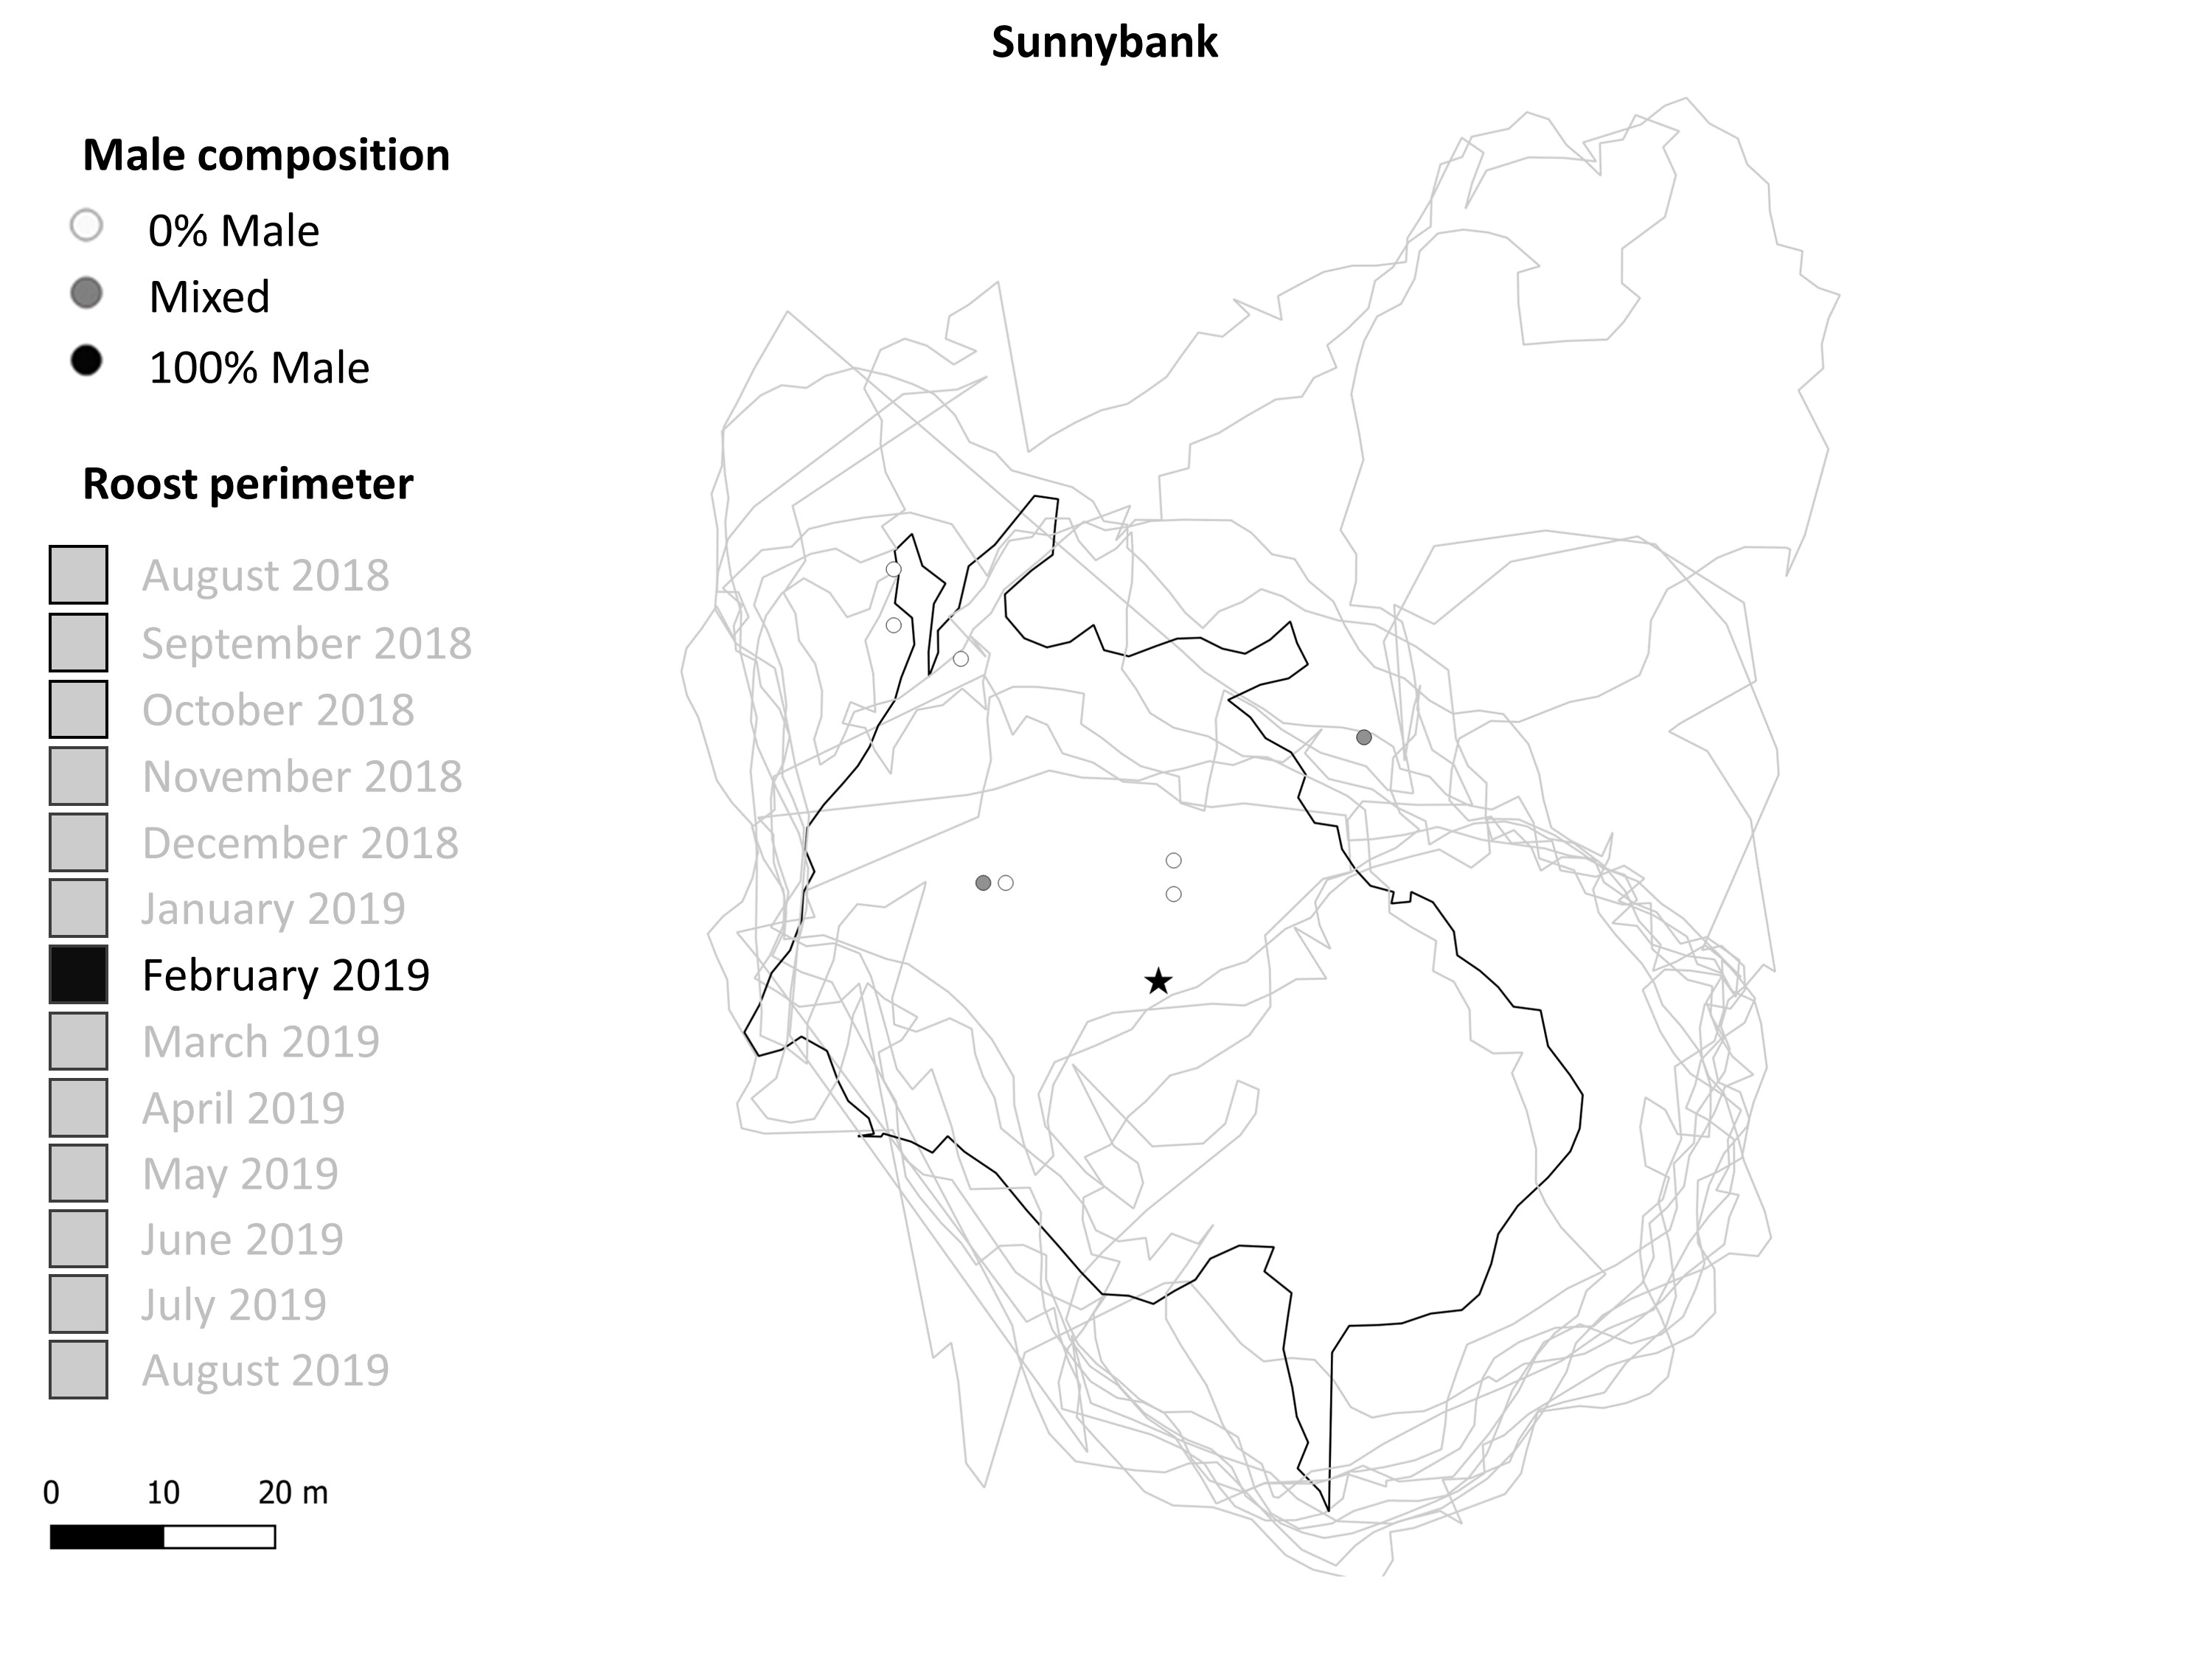 Sunnybank
Male composition
0% Male
Mixed
100% Male
Roost perimeter
August 2018
September 2018
October 2018
November 2018
December 2018
January 2019
February 2019
March 2019
April 2019
May 2019
June 2019
July 2019
August 2019
0 10 20 m